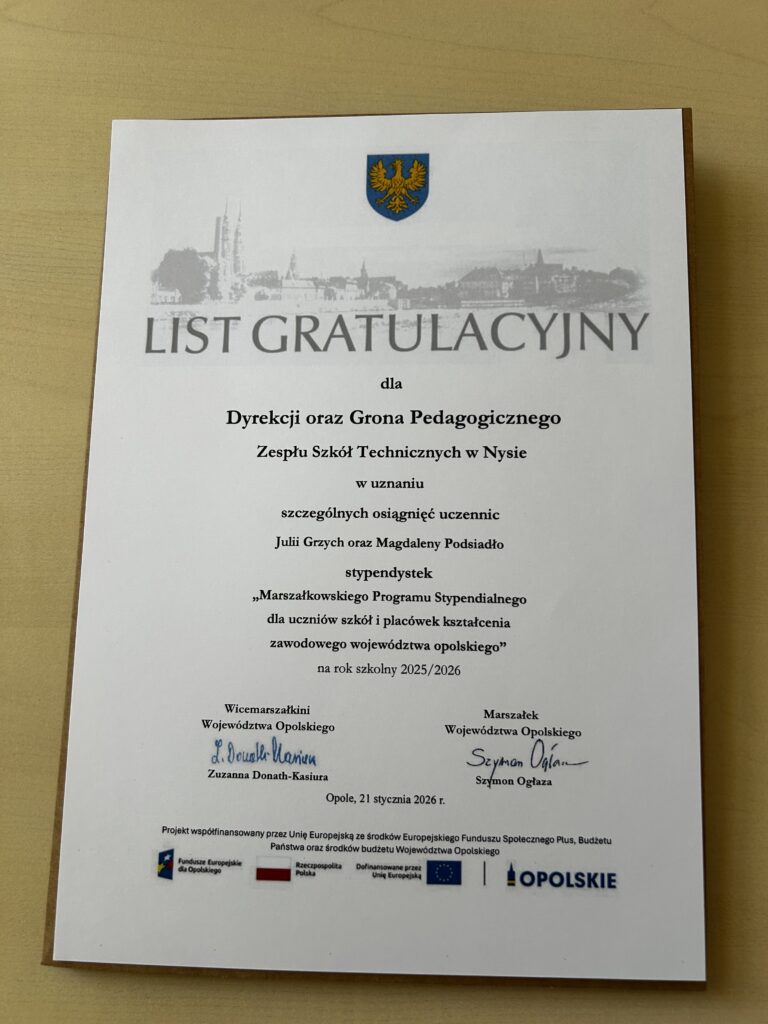 LIST GRATULACYJNY
dla
Dyrekcji oraz Grona Pedagogicznego
Zespłu Szkół Technicznych w Nysie
w uznaniu
szczególnych osiągnięć uczennic
Julii Grzych oraz Magdaleny Podsiadło
stypendystek
„Marszałkowskiego Programu Stypendialnego
dla uczniów szkół i placówek kształcenia
zawodowego województwa opolskiego”
na rok szkolny 2025/2026
Wicemarszałkini
Województwa Opolskiego
Z. Donath-Kasiura
Zuzanna Donath-Kasiura
Marszałek
Województwa Opolskiego
Szymon Ogłaza
Szymon Ogłaza
Opole, 21 stycznia 2026 r.
Projekt współfinansowany przez Unię Europejską ze środków Europejskiego Funduszu Społecznego Plus, Budżetu
Państwa oraz środków budżetu Województwa Opolskiego
Fundusze Europejskie
dla Opolskiego
Rzeczpospolita
Polska
Dofinansowane przez
Unię Europejską
OPOLSKIE